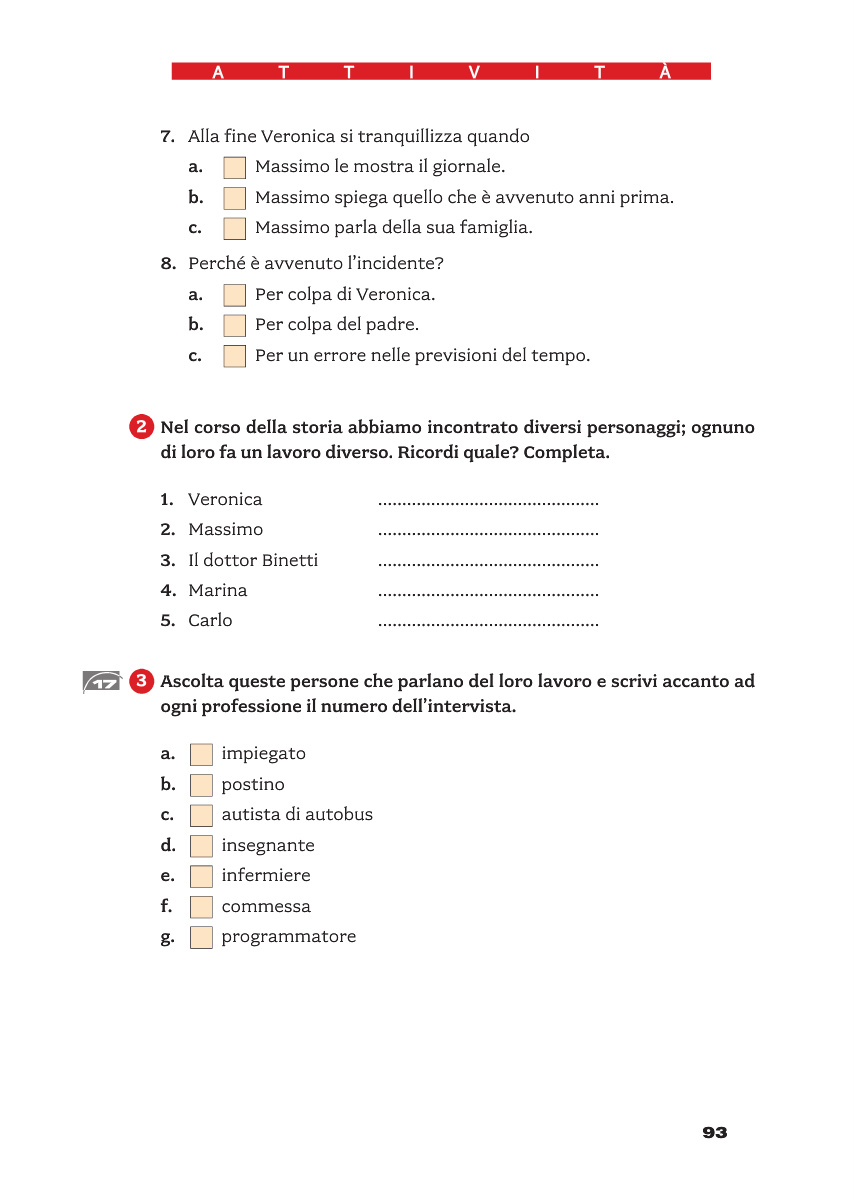 ATTIVITÀ
7. Alla fine Veronica si tranquillizza quando
a. Massimo le mostra il giornale.
b. Massimo spiega quello che è avvenuto anni prima.
c. Massimo parla della sua famiglia.
8. Perché è avvenuto l'incidente?
a. Per colpa di Veronica.
b. Per colpa del padre.
c. Per un errore nelle previsioni del tempo.
2 Nel corso della storia abbiamo incontrato diversi personaggi; ognuno
di loro fa un lavoro diverso. Ricordi quale? Completa.
1. Veronica ..............................................
2. Massimo ..............................................
3. Il dottor Binetti ..............................................
4. Marina ..............................................
5. Carlo ..............................................
17 3 Ascolta queste persone che parlano del loro lavoro e scrivi accanto ad
ogni professione il numero dell'intervista.
a. impiegato
b. postino
c. autista di autobus
d. insegnante
e. infermiere
f. commessa
g. programmatore
93